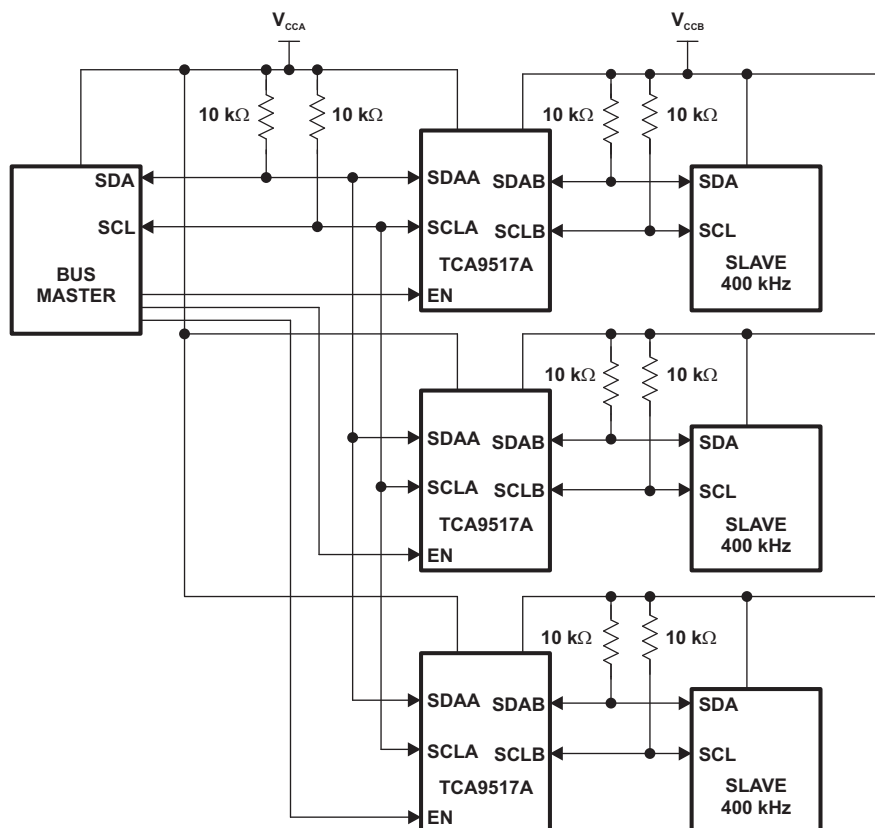 VCCA
VCCB
10 kΩ
10 kΩ
10 kΩ
10 kΩ
SDA
SCL
BUS
MASTER
SDAA
SDAB
SCLA
SCLB
TCA9517A
EN
SDA
SCL
SLAVE
400 kHz
10 kΩ
10 kΩ
SDAA
SDAB
SCLA
SCLB
TCA9517A
EN
SDA
SCL
SLAVE
400 kHz
10 kΩ
10 kΩ
SDAA
SDAB
SCLA
SCLB
TCA9517A
EN
SDA
SCL
SLAVE
400 kHz